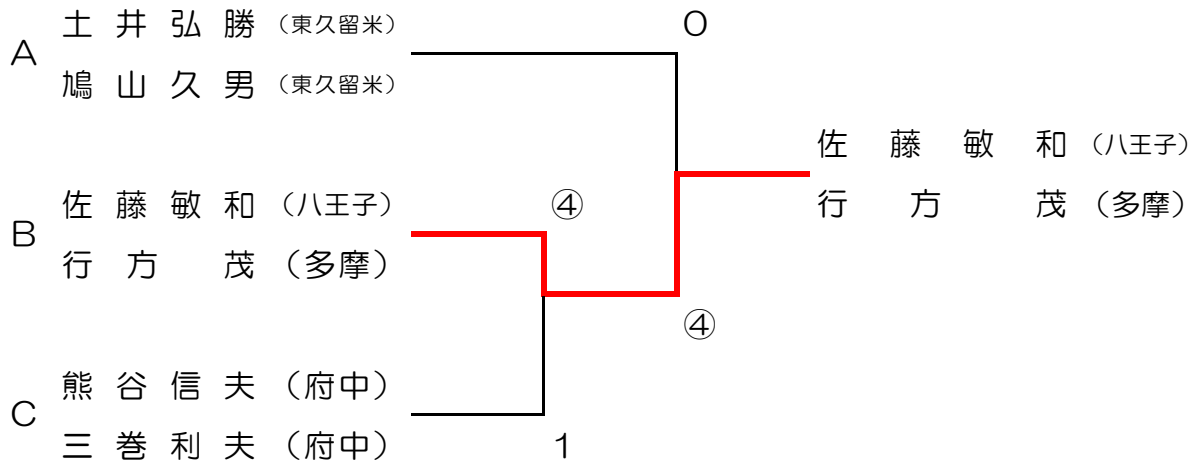 A
土井弘勝（東久留米）
鳩山久男（東久留米）
0
佐藤敏和（八王子）
行方　茂（多摩）
B
佐藤敏和（八王子）
行方　茂（多摩）
④
④
C
熊谷信夫（府中）
三巻利夫（府中）
1